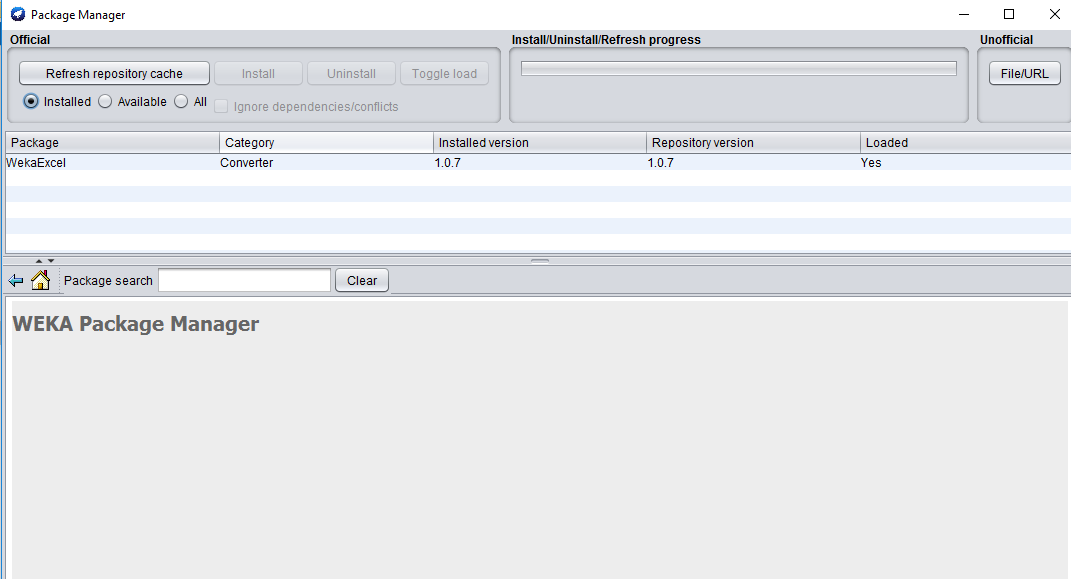 Package Manager
Official
Install/Uninstall/Refresh progress
Unofficial
Refresh repository cache
Install
Uninstall
Toggle load
File/URL
Installed
Available
All
Ignore dependencies/conflicts
Package
Category
Installed version
Repository version
Loaded
WekaExcel
Converter
1.0.7
1.0.7
Yes
Package search
Clear
WEKA Package Manager